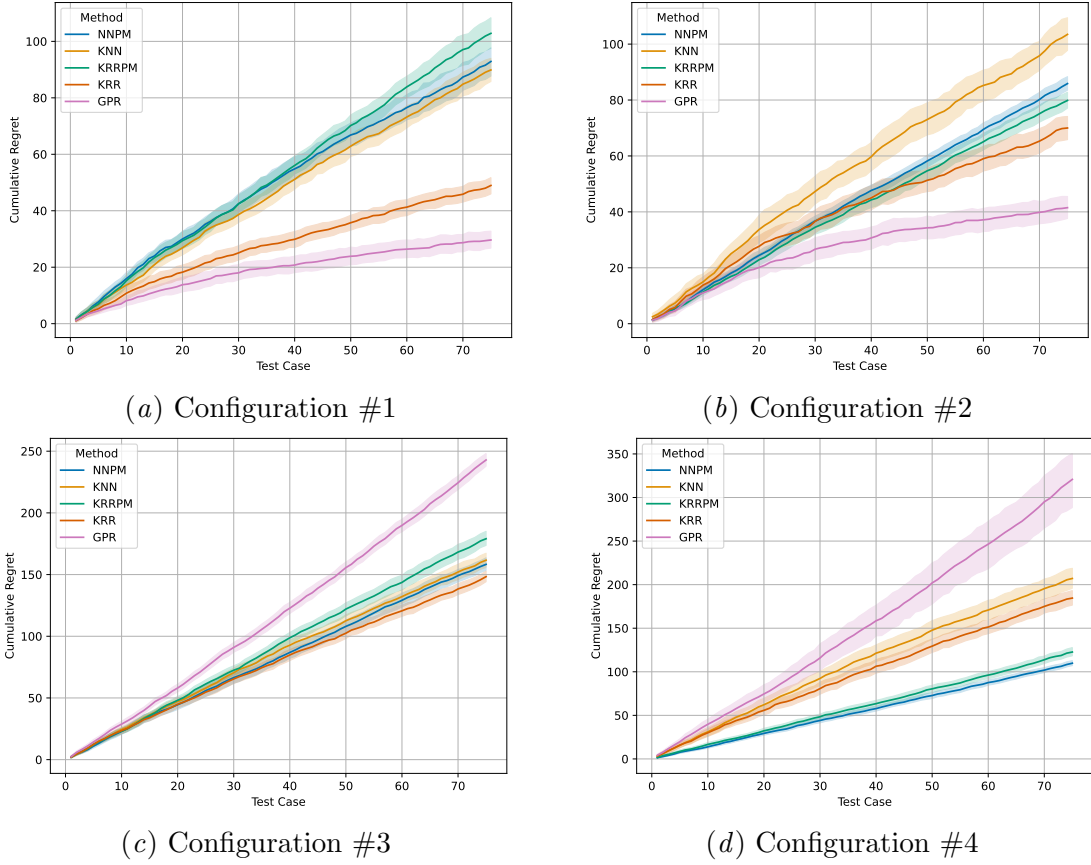 Method
NNPM
KNN
KRRPM
KRR
GPR
Cumulative Regret
100
80
60
40
20
0
0 10 20 30 40 50 60 70
Test Case
(a) Configuration #1
Method
NNPM
KNN
KRRPM
KRR
GPR
Cumulative Regret
100
80
60
40
20
0
0 10 20 30 40 50 60 70
Test Case
(b) Configuration #2
Method
NNPM
KNN
KRRPM
KRR
GPR
Cumulative Regret
250
200
150
100
50
0
0 10 20 30 40 50 60 70
Test Case
(c) Configuration #3
Method
NNPM
KNN
KRRPM
KRR
GPR
Cumulative Regret
350
300
250
200
150
100
50
0
0 10 20 30 40 50 60 70
Test Case
(d) Configuration #4